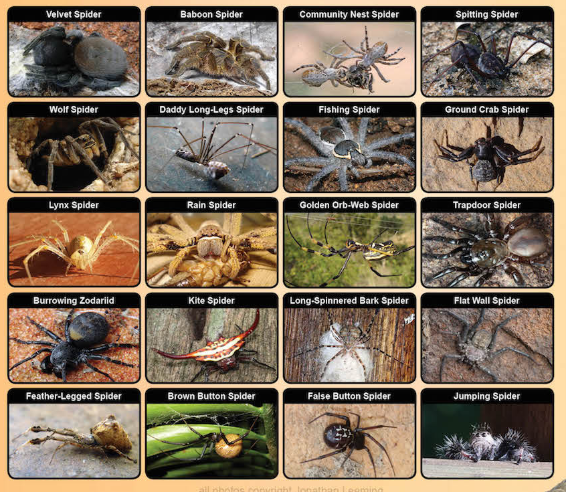 Velvet Spider
Baboon Spider
Community Nest Spider
Spitting Spider
Wolf Spider
Daddy Long-Legs Spider
Fishing Spider
Ground Crab Spider
Lynx Spider
Rain Spider
Golden Orb-Web Spider
Trapdoor Spider
Burrowing Zodariid
Kite Spider
Long-Spinnered Bark Spider
Flat Wall Spider
Feather-Legged Spider
Brown Button Spider
False Button Spider
Jumping Spider
all photos copyright Jonathan Leeming